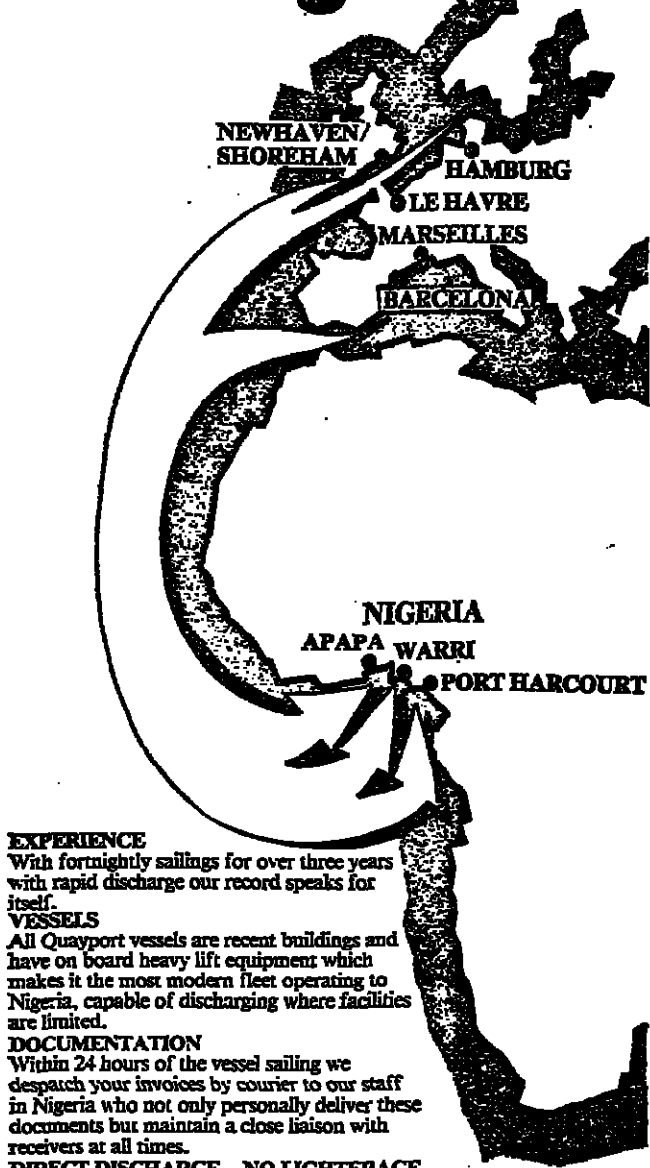 NEWHAVEN/
SHOREHAM
HAMBURG
LE HAVRE
MARSEILLES
BARCELONA
NIGERIA
APAPA
WARRI
PORT HARCOURT
EXPERIENCE
With fortnightly sailings for over three years
with rapid discharge our record speaks for
itself.
VESSELS
All Quayport vessels are recent buildings and
have on board heavy lift equipment which
makes it the most modern fleet operating to
Nigeria, capable of discharging where facilities
are limited.
DOCUMENTATION
Within 24 hours of the vessel sailing we
despatch your invoices by courier to our staff
in Nigeria who not only personally deliver these
documents but maintain a close liaison with
receivers at all times.
DIRECT DISCHARGE – NO LIGHTERAGE